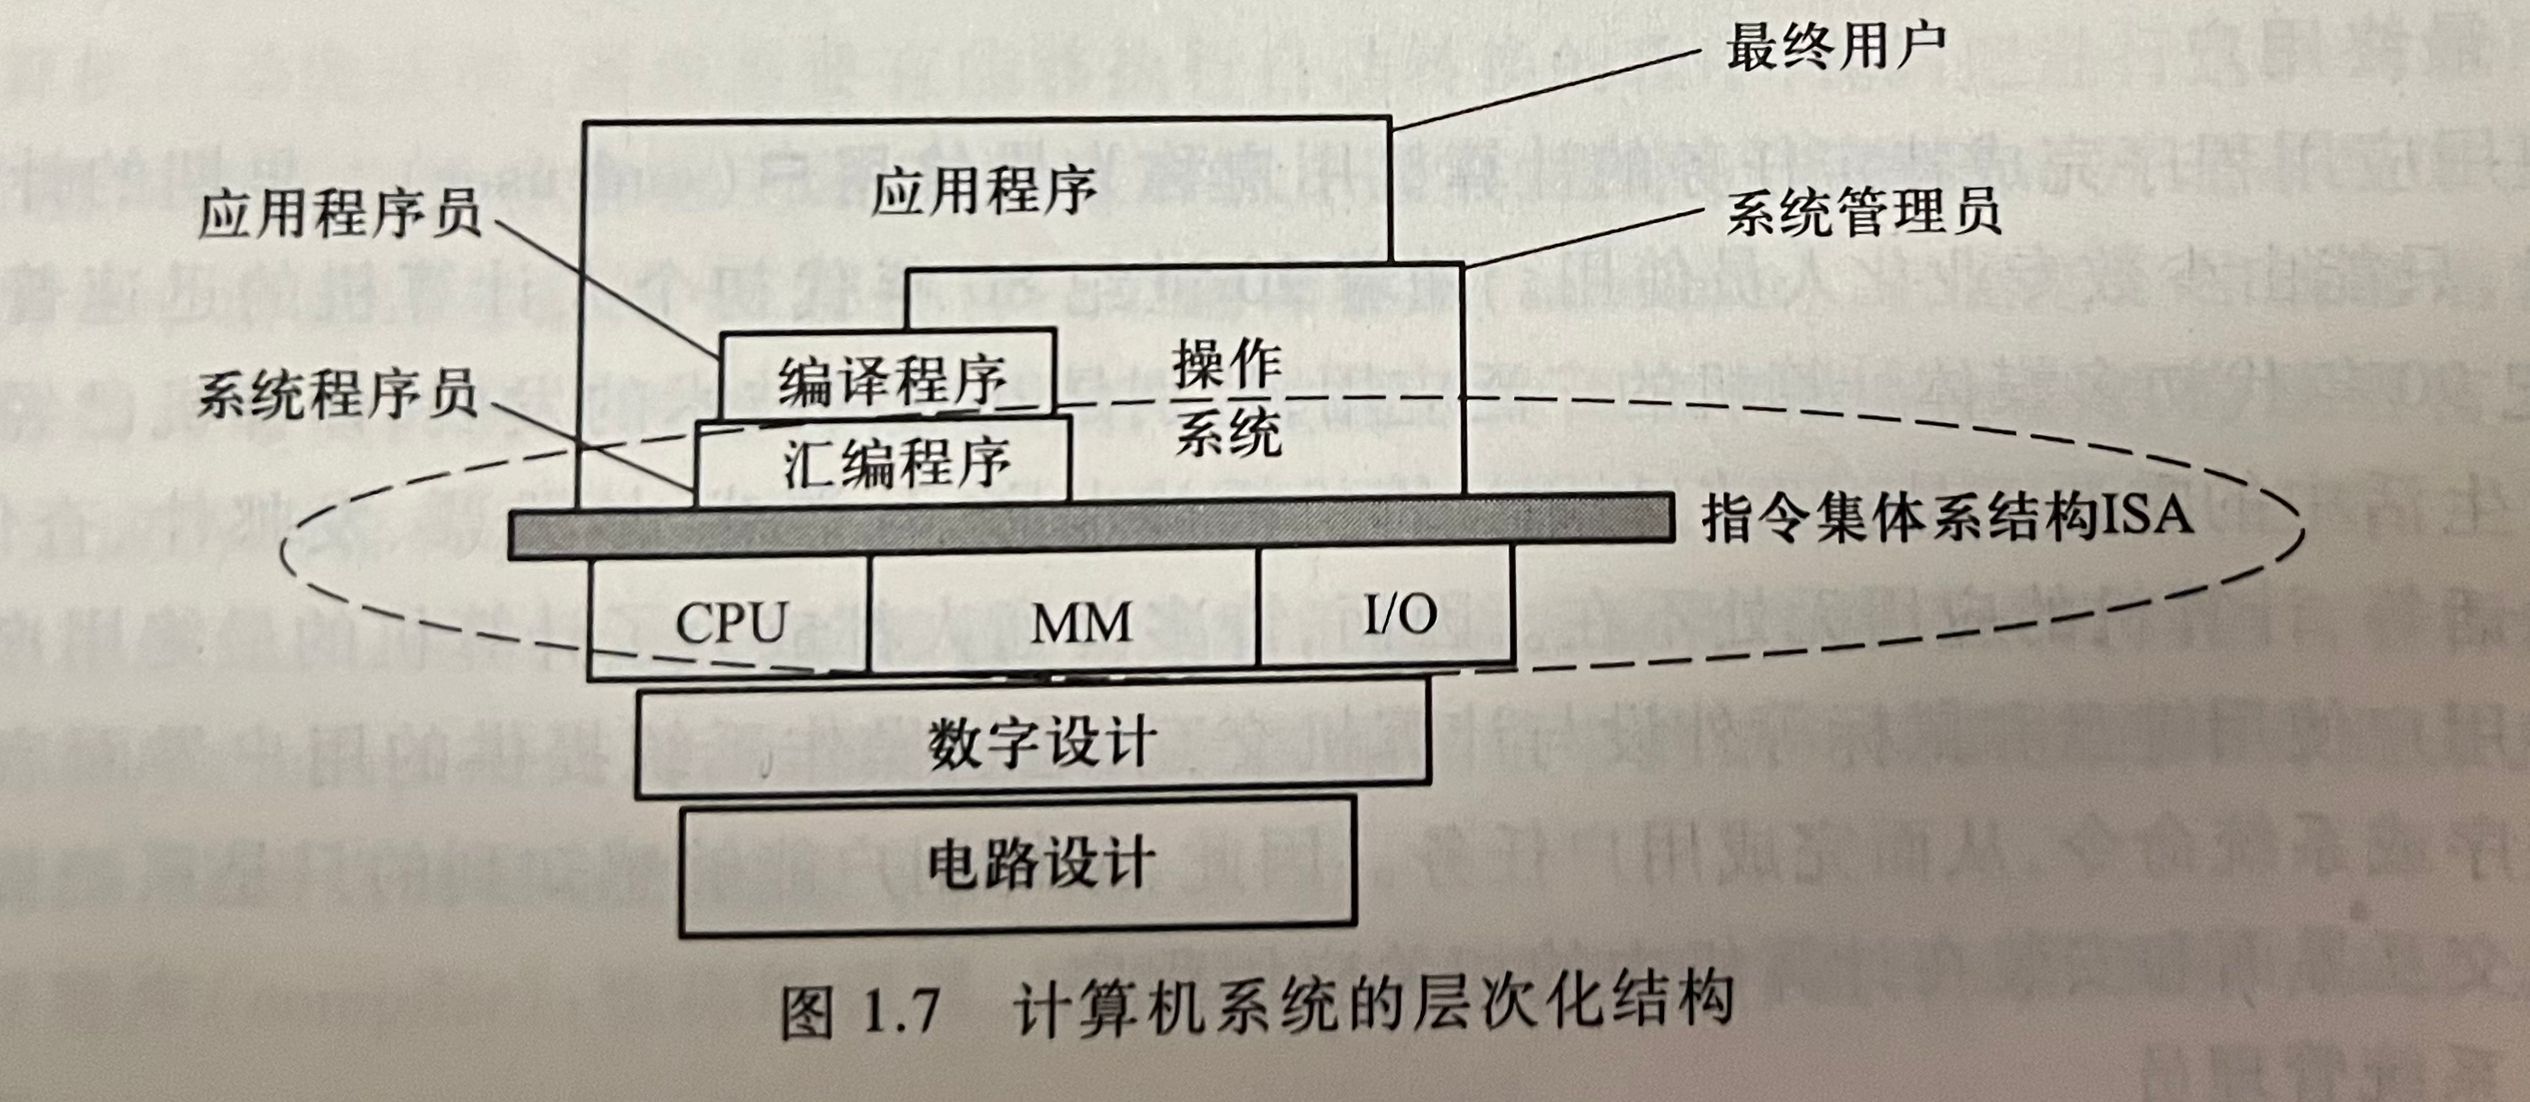 最终用户
应用程序
应用程序员
系统管理员
编译程序
操作
系统
系统程序员
汇编程序
指令集体系结构ISA
CPU
MM
I/O
数字设计
电路设计
图 1.7 计算机系统的层次化结构